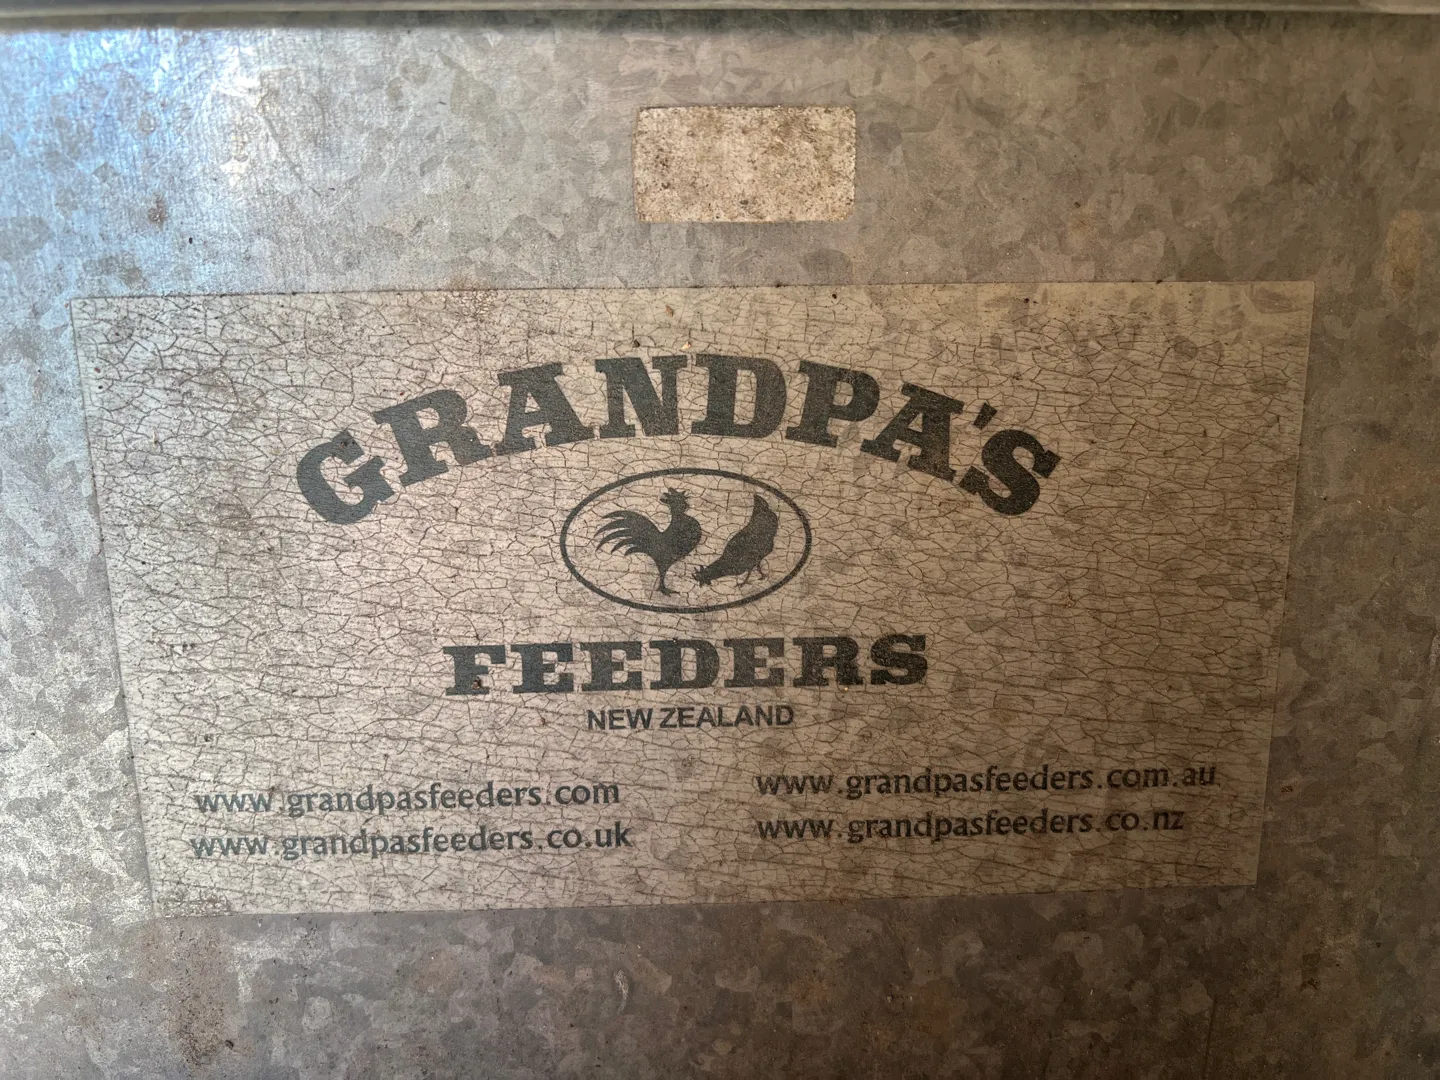 GRANDPA'S
FEEDERS
NEW ZEALAND
www.grandpasfeeders.com
www.grandpasfeeders.co.uk
www.grandpasfeeders.com.au
www.grandpasfeeders.co.nz